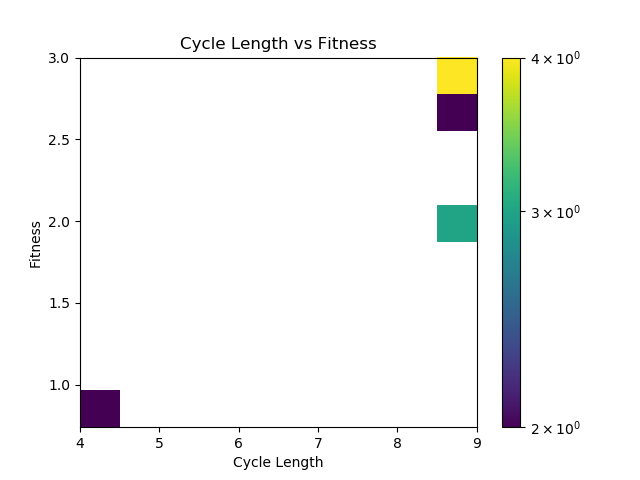 Cycle Length vs Fitness
3.0
2.5
2.0
1.5
1.0
Fitness
4 5 6 7 8 9
Cycle Length
4 × 10⁰
3 × 10⁰
2 × 10⁰